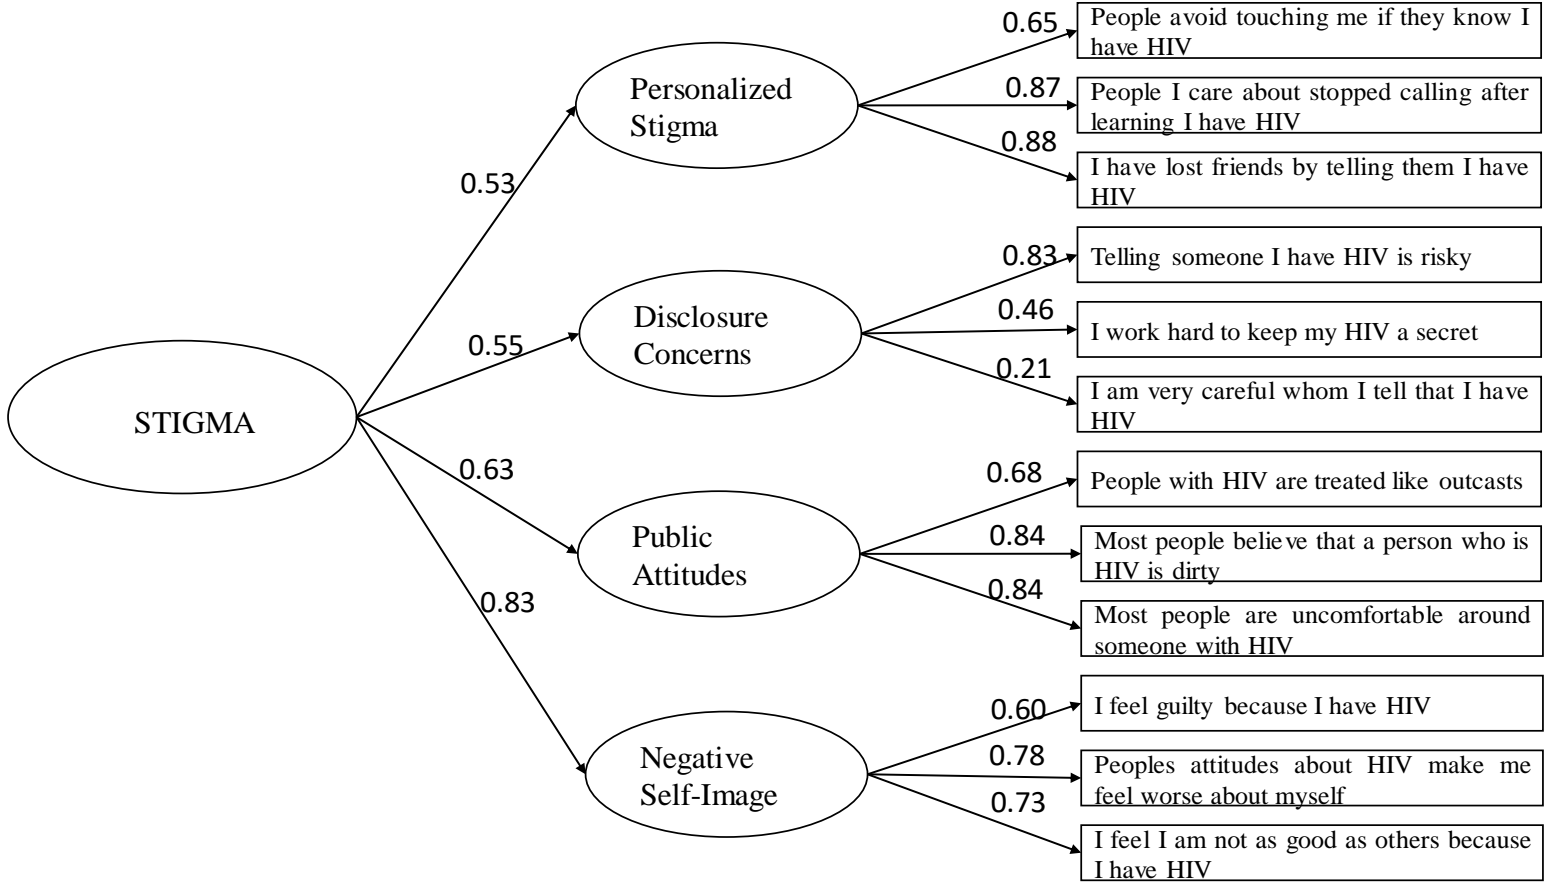 STIGMA
0.53
0.55
0.63
0.83
Personalized
Stigma
0.65
0.87
0.88
People avoid touching me if they know I
have HIV
People I care about stopped calling after
learning I have HIV
I have lost friends by telling them I have
HIV
Disclosure
Concerns
0.83
0.46
0.21
Telling someone I have HIV is risky
I work hard to keep my HIV a secret
I am very careful whom I tell that I have
HIV
Public
Attitudes
0.68
0.84
0.84
People with HIV are treated like outcasts
Most people believe that a person who is
HIV is dirty
Most people are uncomfortable around
someone with HIV
Negative
Self-Image
0.60
0.78
0.73
I feel guilty because I have HIV
Peoples attitudes about HIV make me
feel worse about myself
I feel I am not as good as others because
I have HIV